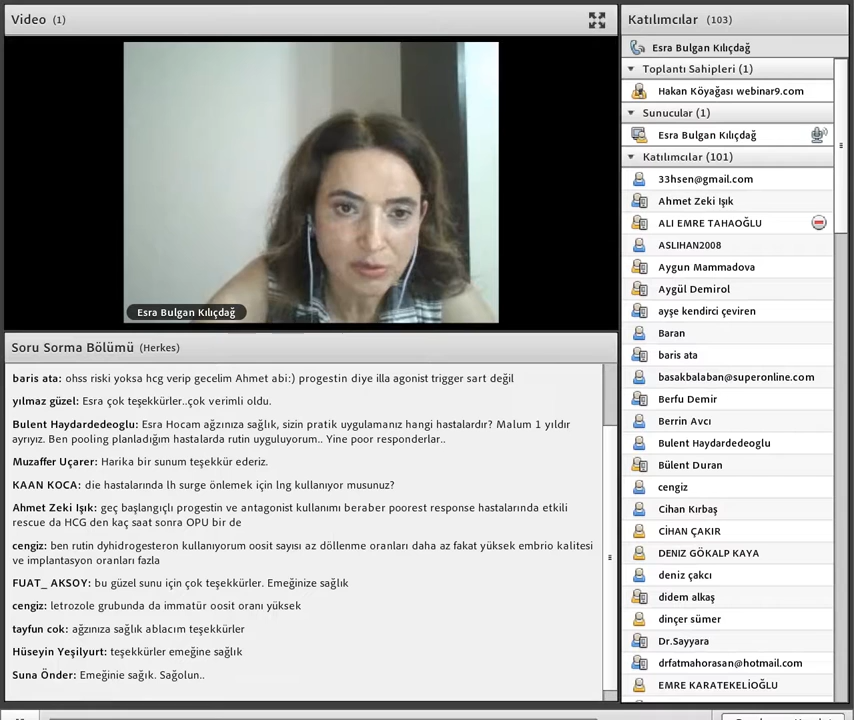 Video (1)
Esra Bulgan Kılıçdağ
Soru Sorma Bölümü (Herkes)
baris ata: ohss riski yoksa hcg verip gecelim Ahmet abi:) progestin diye illa agonist trigger sart değil
yılmaz güzel: Esra çok teşekkürler..çok verimli oldu.
Bulent Haydardedeoglu: Esra Hocam ağzınıza sağlık, sizin pratik uygulamanız hangi hastalardır? Malum 1 yıldır
ayrıyız. Ben pooling planladığım hastalarda rutin uyguluyorum.. Yine poor responderlar..
Muzaffer Uçarer: Harika bir sunum teşekkür ederiz.
KAAN KOCA: die hastalarında lh surge önlemek için lng kullanıyor musunuz?
Ahmet Zeki Işık: geç başlangıçlı progestin ve antagonist kullanımı beraber poorest response hastalarında etkili
rescue da HCG den kaç saat sonra OPU bir de
cengiz: ben rutin dyhidrogesteron kullanıyorum oosit sayısı az döllenme oranları daha az fakat yüksek embrio kalitesi
ve implantasyon oranları fazla
FUAT_ AKSOY: bu güzel sunu için çok teşekkürler. Emeğinize sağlık
cengiz: letrozole grubunda da immatür oosit oranı yüksek
tayfun cok: ağzınıza sağlık ablacım teşekkürler
Hüseyin Yeşilyurt: teşekkürler emeğine sağlık
Suna Önder: Emeğinie sağık. Sağolun..
Katılımcılar (103)
Esra Bulgan Kılıçdağ
Toplantı Sahipleri (1)
Hakan Köyağası webinar9.com
Sunucular (1)
Esra Bulgan Kılıçdağ
Katılımcılar (101)
33hsen@gmail.com
Ahmet Zeki Işık
ALI EMRE TAHAOĞLU
ASLIHAN2008
Aygun Mammadova
Aygül Demirol
ayşe kendirci çeviren
Baran
baris ata
basakbalaban@superonline.com
Berfu Demir
Berrin Avcı
Bulent Haydardedeoglu
Bülent Duran
cengiz
Cihan Kırbaş
CİHAN ÇAKIR
DENIZ GÖKALP KAYA
deniz çakcı
didem alkaş
dinçer sümer
Dr.Sayyara
drfatmahorasan@hotmail.com
EMRE KARATEKELİOĞLU